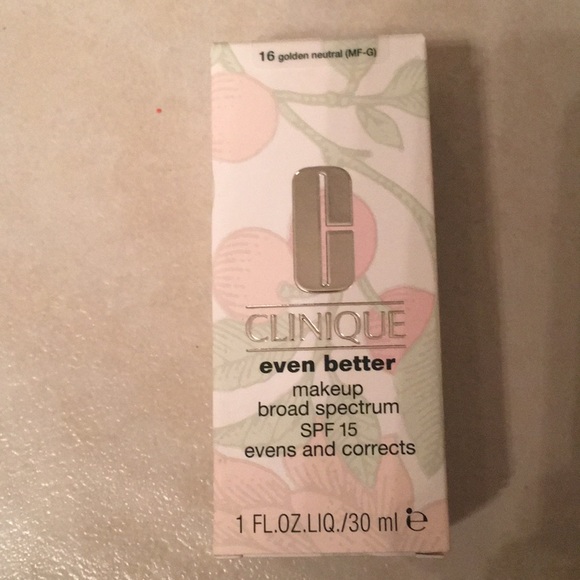 16 golden neutral (MF-G)
CLINIQUE
even better
makeup
broad spectrum
SPF 15
evens and corrects
1 FL.OZ.LIQ./30 ml ℮